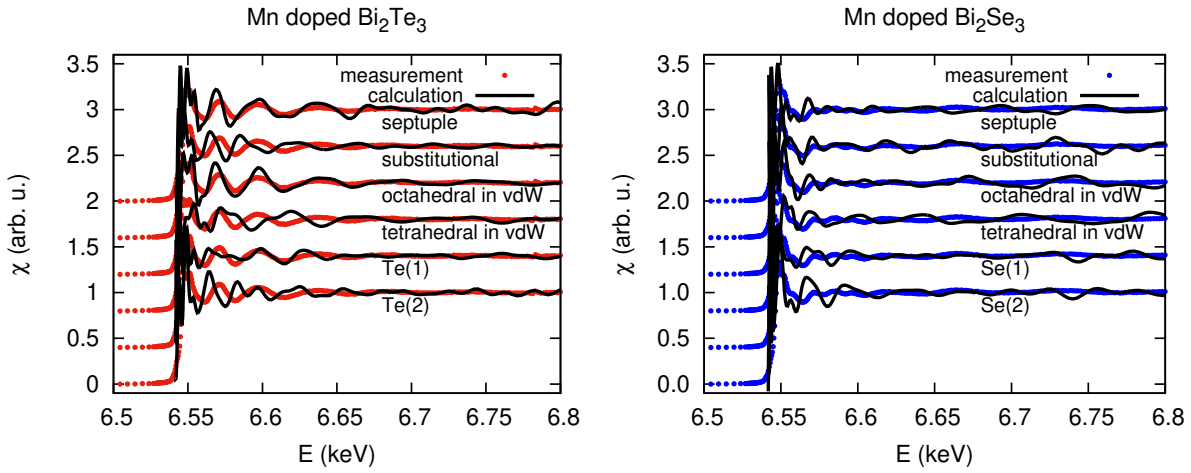 Mn doped Bi₂Te₃
χ (arb. u.)
3.5
3
2.5
2
1.5
1
0.5
0
measurement
calculation
septuple
substitutional
octahedral in vdW
tetrahedral in vdW
Te(1)
Te(2)
6.5 6.55 6.6 6.65 6.7 6.75 6.8
E (keV)
Mn doped Bi₂Se₃
χ (arb. u.)
3.5
3.0
2.5
2.0
1.5
1.0
0.5
0.0
measurement
calculation
septuple
substitutional
octahedral in vdW
tetrahedral in vdW
Se(1)
Se(2)
6.5 6.55 6.6 6.65 6.7 6.75 6.8
E (keV)